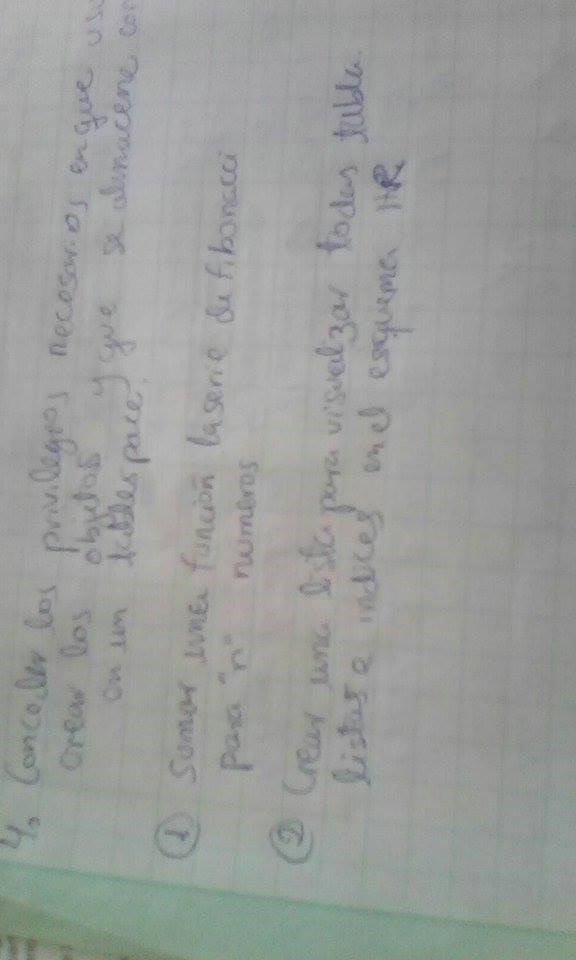 4. Conceder los privilegios necesarios en que
crear los objetos y que se almacene con
en un tablespace.
① Sumar una función la serie de fibonacci
para "n" numeros
② Crear una lista para visualizar todas tabla.
listas e indices en el esquema HR